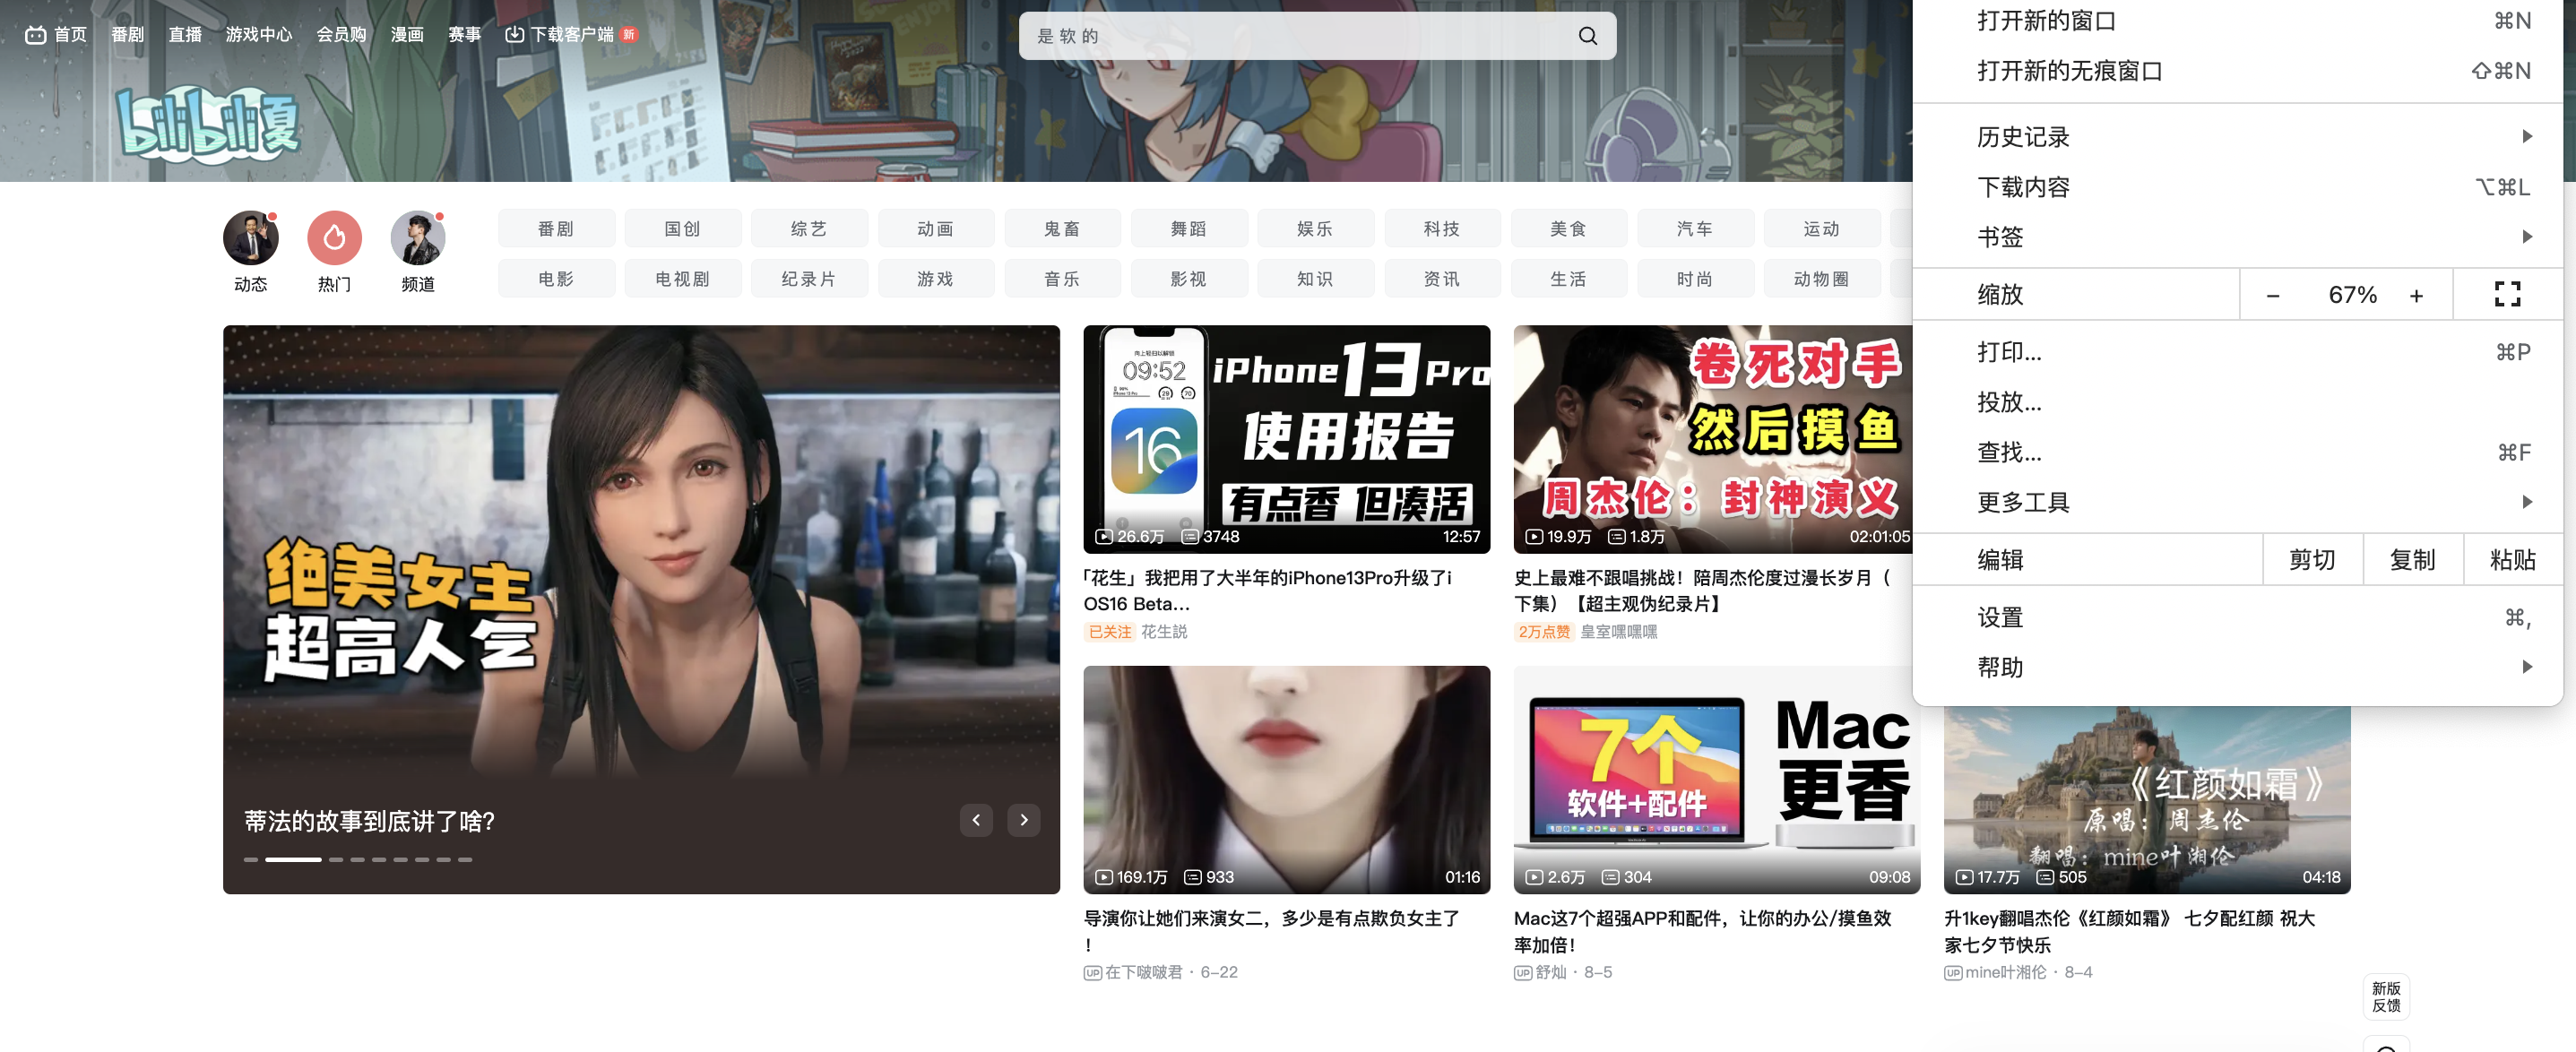 首页 番剧 直播 游戏中心 会员购 漫画 赛事 下载客户端 新
是软的
ENJOY
2022
bilibili夏
动态 热门 频道
番剧 国创 综艺 动画 鬼畜 舞蹈 娱乐 科技 美食 汽车 运动
电影 电视剧 纪录片 游戏 音乐 影视 知识 资讯 生活 时尚 动物圈
绝美女主
超高人气
蒂法的故事到底讲了啥?
向上轻扫以解锁
09:52
16
iPhone13Pro
使用报告
有点香 但凑活
26.6万 3748 12:57
「花生」我把用了大半年的iPhone13Pro升级了i
OS16 Beta...
已关注 花生説
卷死对手
然后摸鱼
周杰伦：封神演义
19.9万 1.8万 02:01:05
史上最难不跟唱挑战！陪周杰伦度过漫长岁月（
下集）【超主观伪纪录片】
2万点赞 皇室嘿嘿嘿
169.1万 933 01:16
导演你让她们来演女二，多少是有点欺负女主了
！
UP 在下啵啵君 · 6-22
7个
软件+配件
Mac
更香
2.6万 304 09:08
Mac这7个超强APP和配件，让你的办公/摸鱼效
率加倍！
UP 舒灿 · 8-5
《红颜如霜》
原唱：周杰伦
翻唱：mine叶湘伦
17.7万 505 04:18
升1key翻唱杰伦《红颜如霜》 七夕配红颜 祝大
家七夕节快乐
UP mine叶湘伦 · 8-4
打开新的窗口 ⌘N
打开新的无痕窗口 ⇧⌘N
历史记录
下载内容 ⌥⌘L
书签
缩放 − 67% +
打印... ⌘P
投放...
查找... ⌘F
更多工具
编辑 剪切 复制 粘贴
设置 ⌘,
帮助
新版
反馈